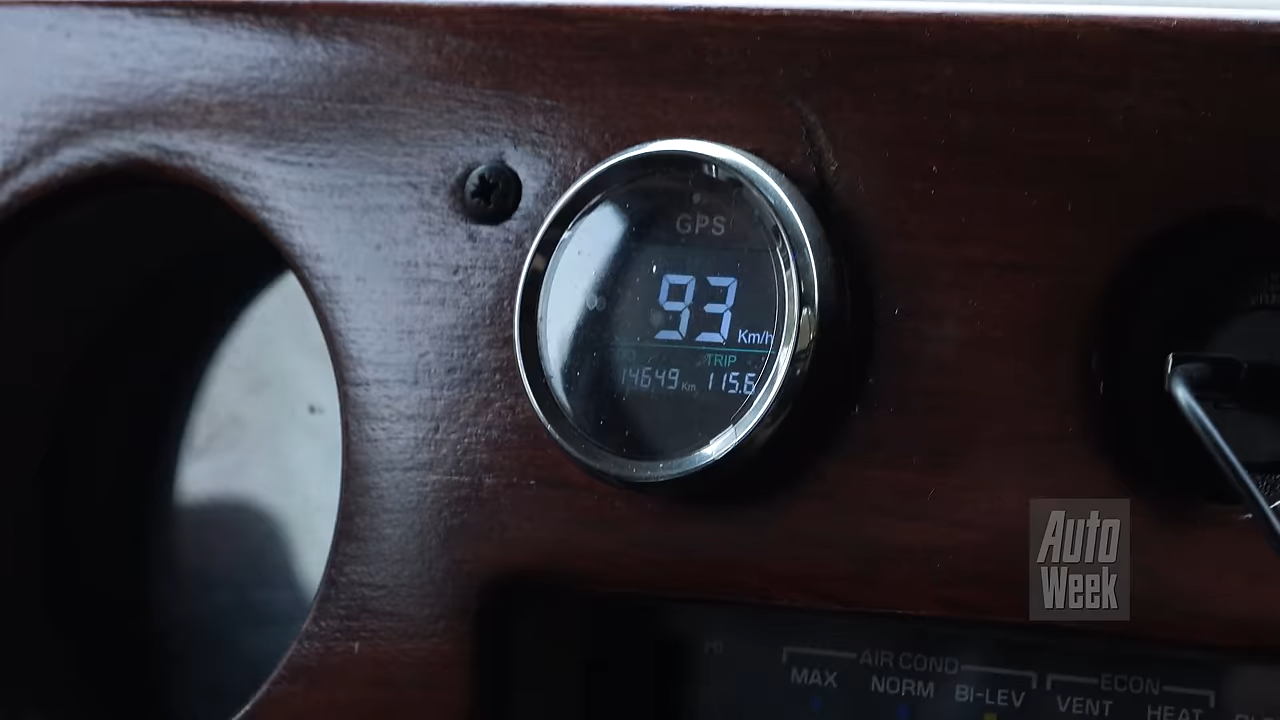 GPS
93 Km/h
TRIP
14649 Km 115.6
Auto
Week
AIR COND
MAX NORM BI-LEV
ECON
VENT HEAT